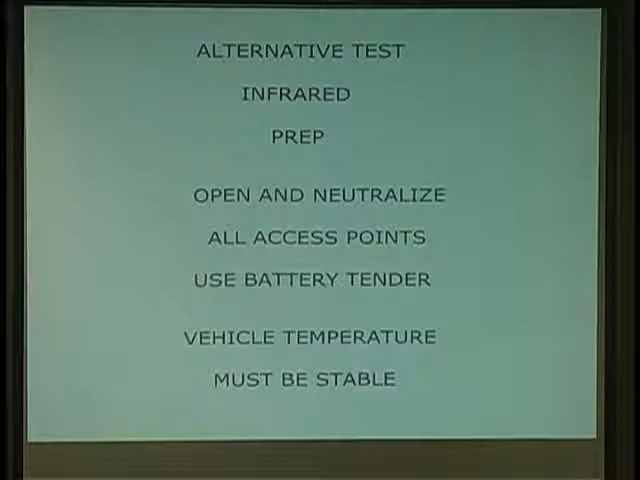 ALTERNATIVE TEST
INFRARED
PREP
OPEN AND NEUTRALIZE
ALL ACCESS POINTS
USE BATTERY TENDER
VEHICLE TEMPERATURE
MUST BE STABLE